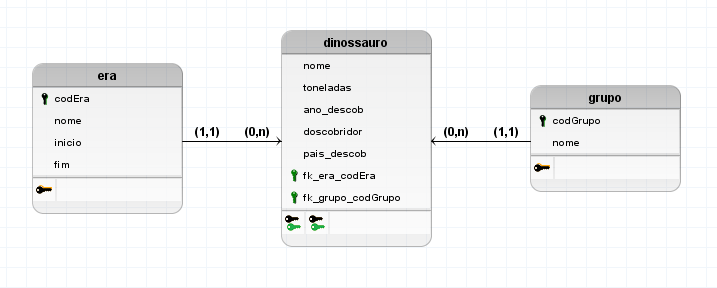 era
codEra
nome
inicio
fim
(1,1)
(0,n)
dinossauro
nome
toneladas
ano_descob
doscobridor
pais_descob
fk_era_codEra
fk_grupo_codGrupo
(0,n)
(1,1)
grupo
codGrupo
nome